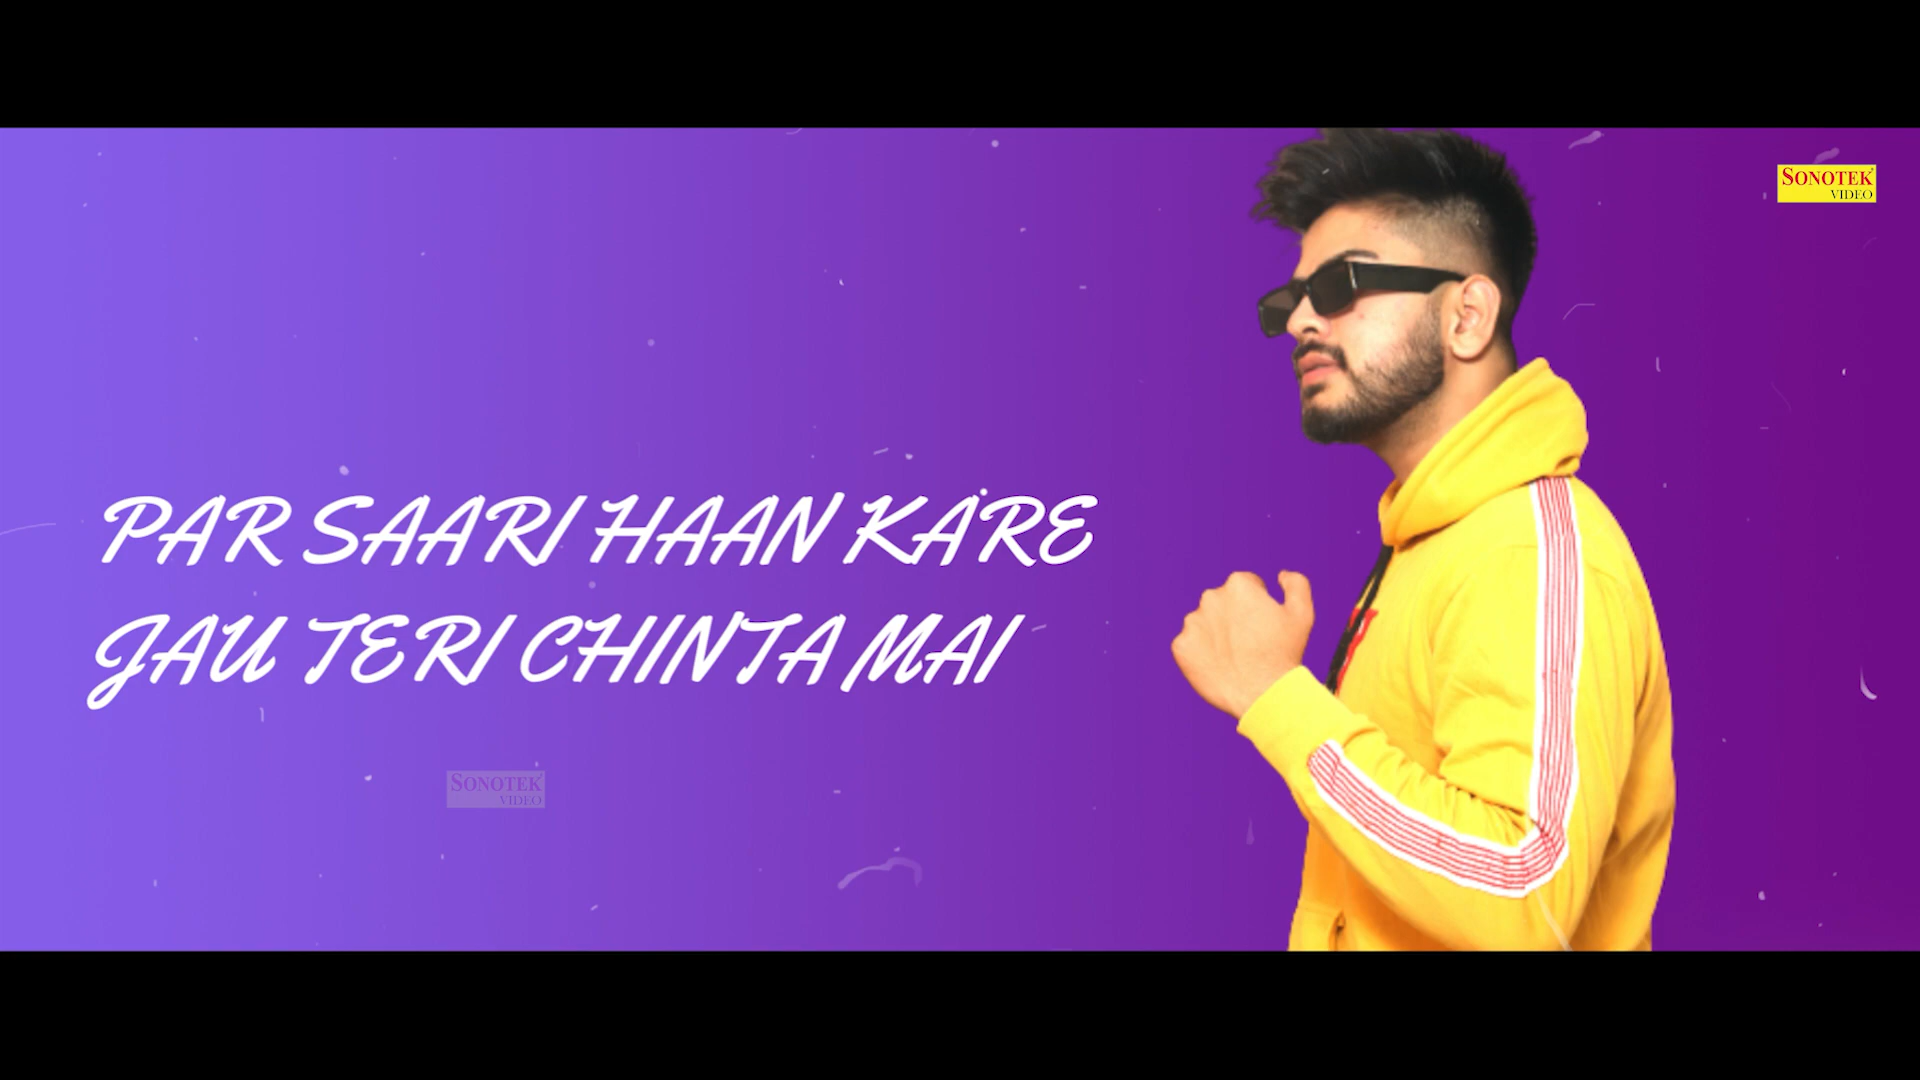 SONOTEK
VIDEO
PAR SAARI HAAN KARE
JAU TERI CHINTA MAI
SONOTEK
VIDEO